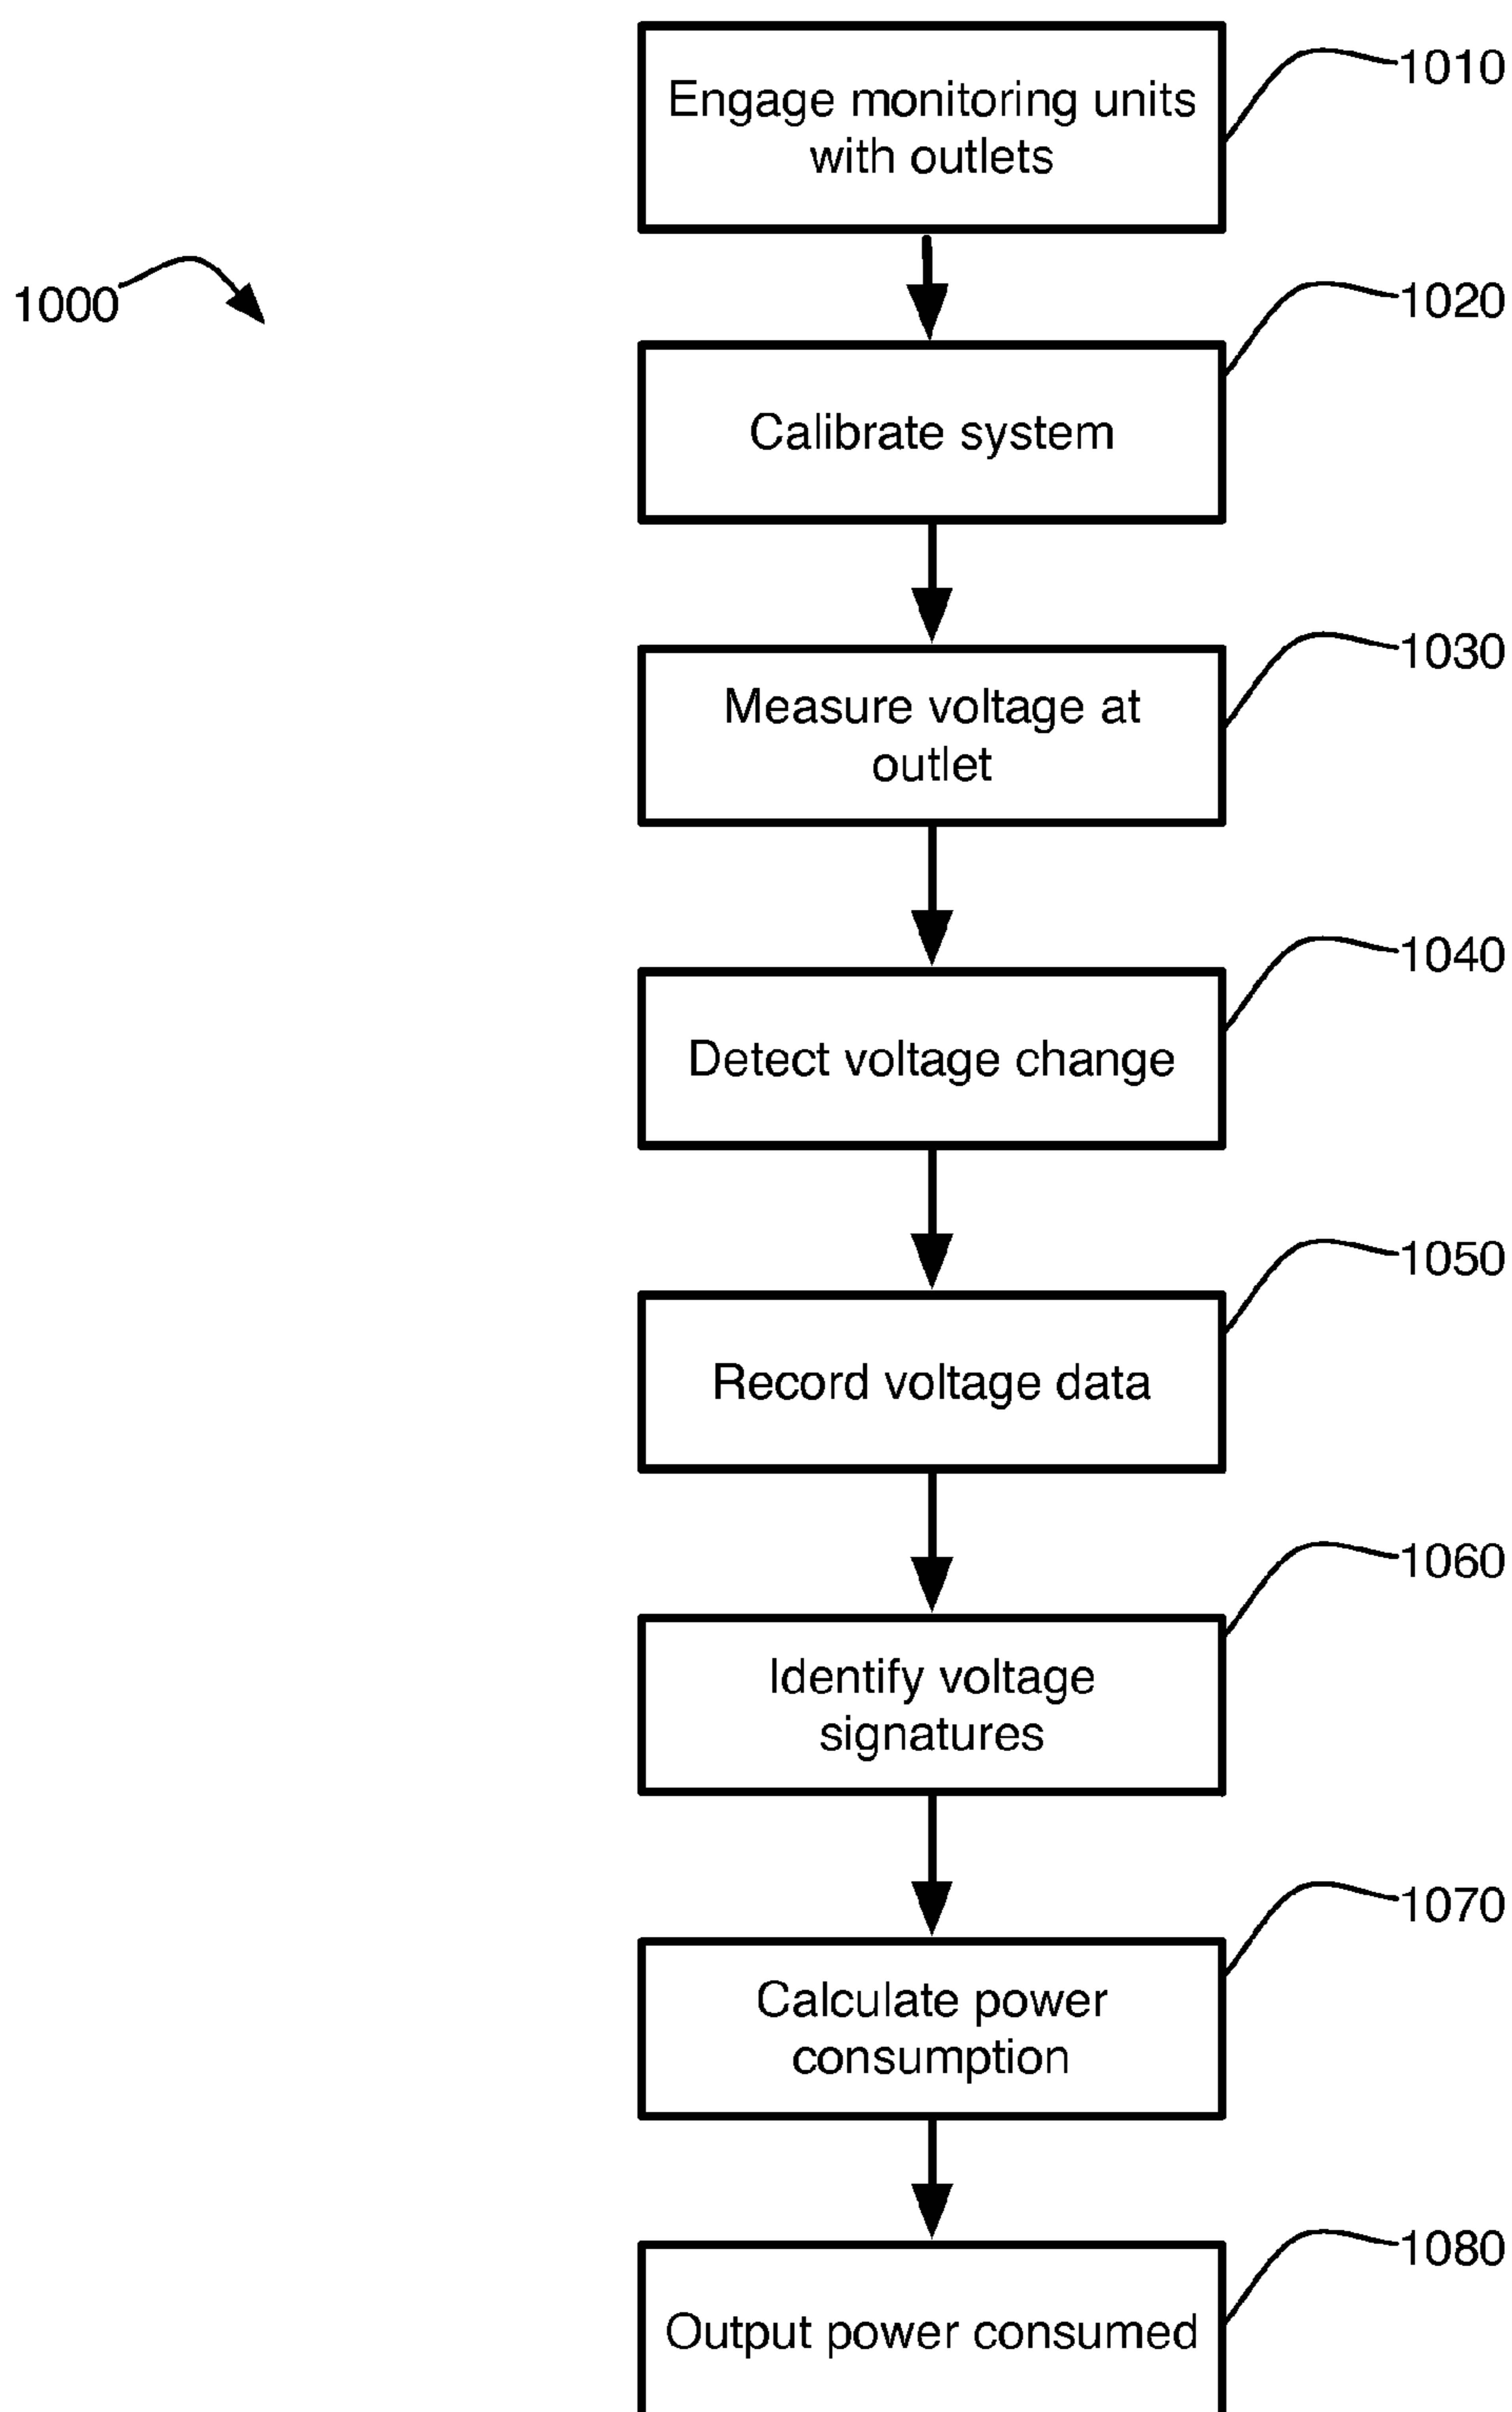 Engage monitoring units
with outlets
1010
1000
1020
Calibrate system
1030
Measure voltage at
outlet
1040
Detect voltage change
1050
Record voltage data
1060
Identify voltage
signatures
1070
Calculate power
consumption
1080
Output power consumed